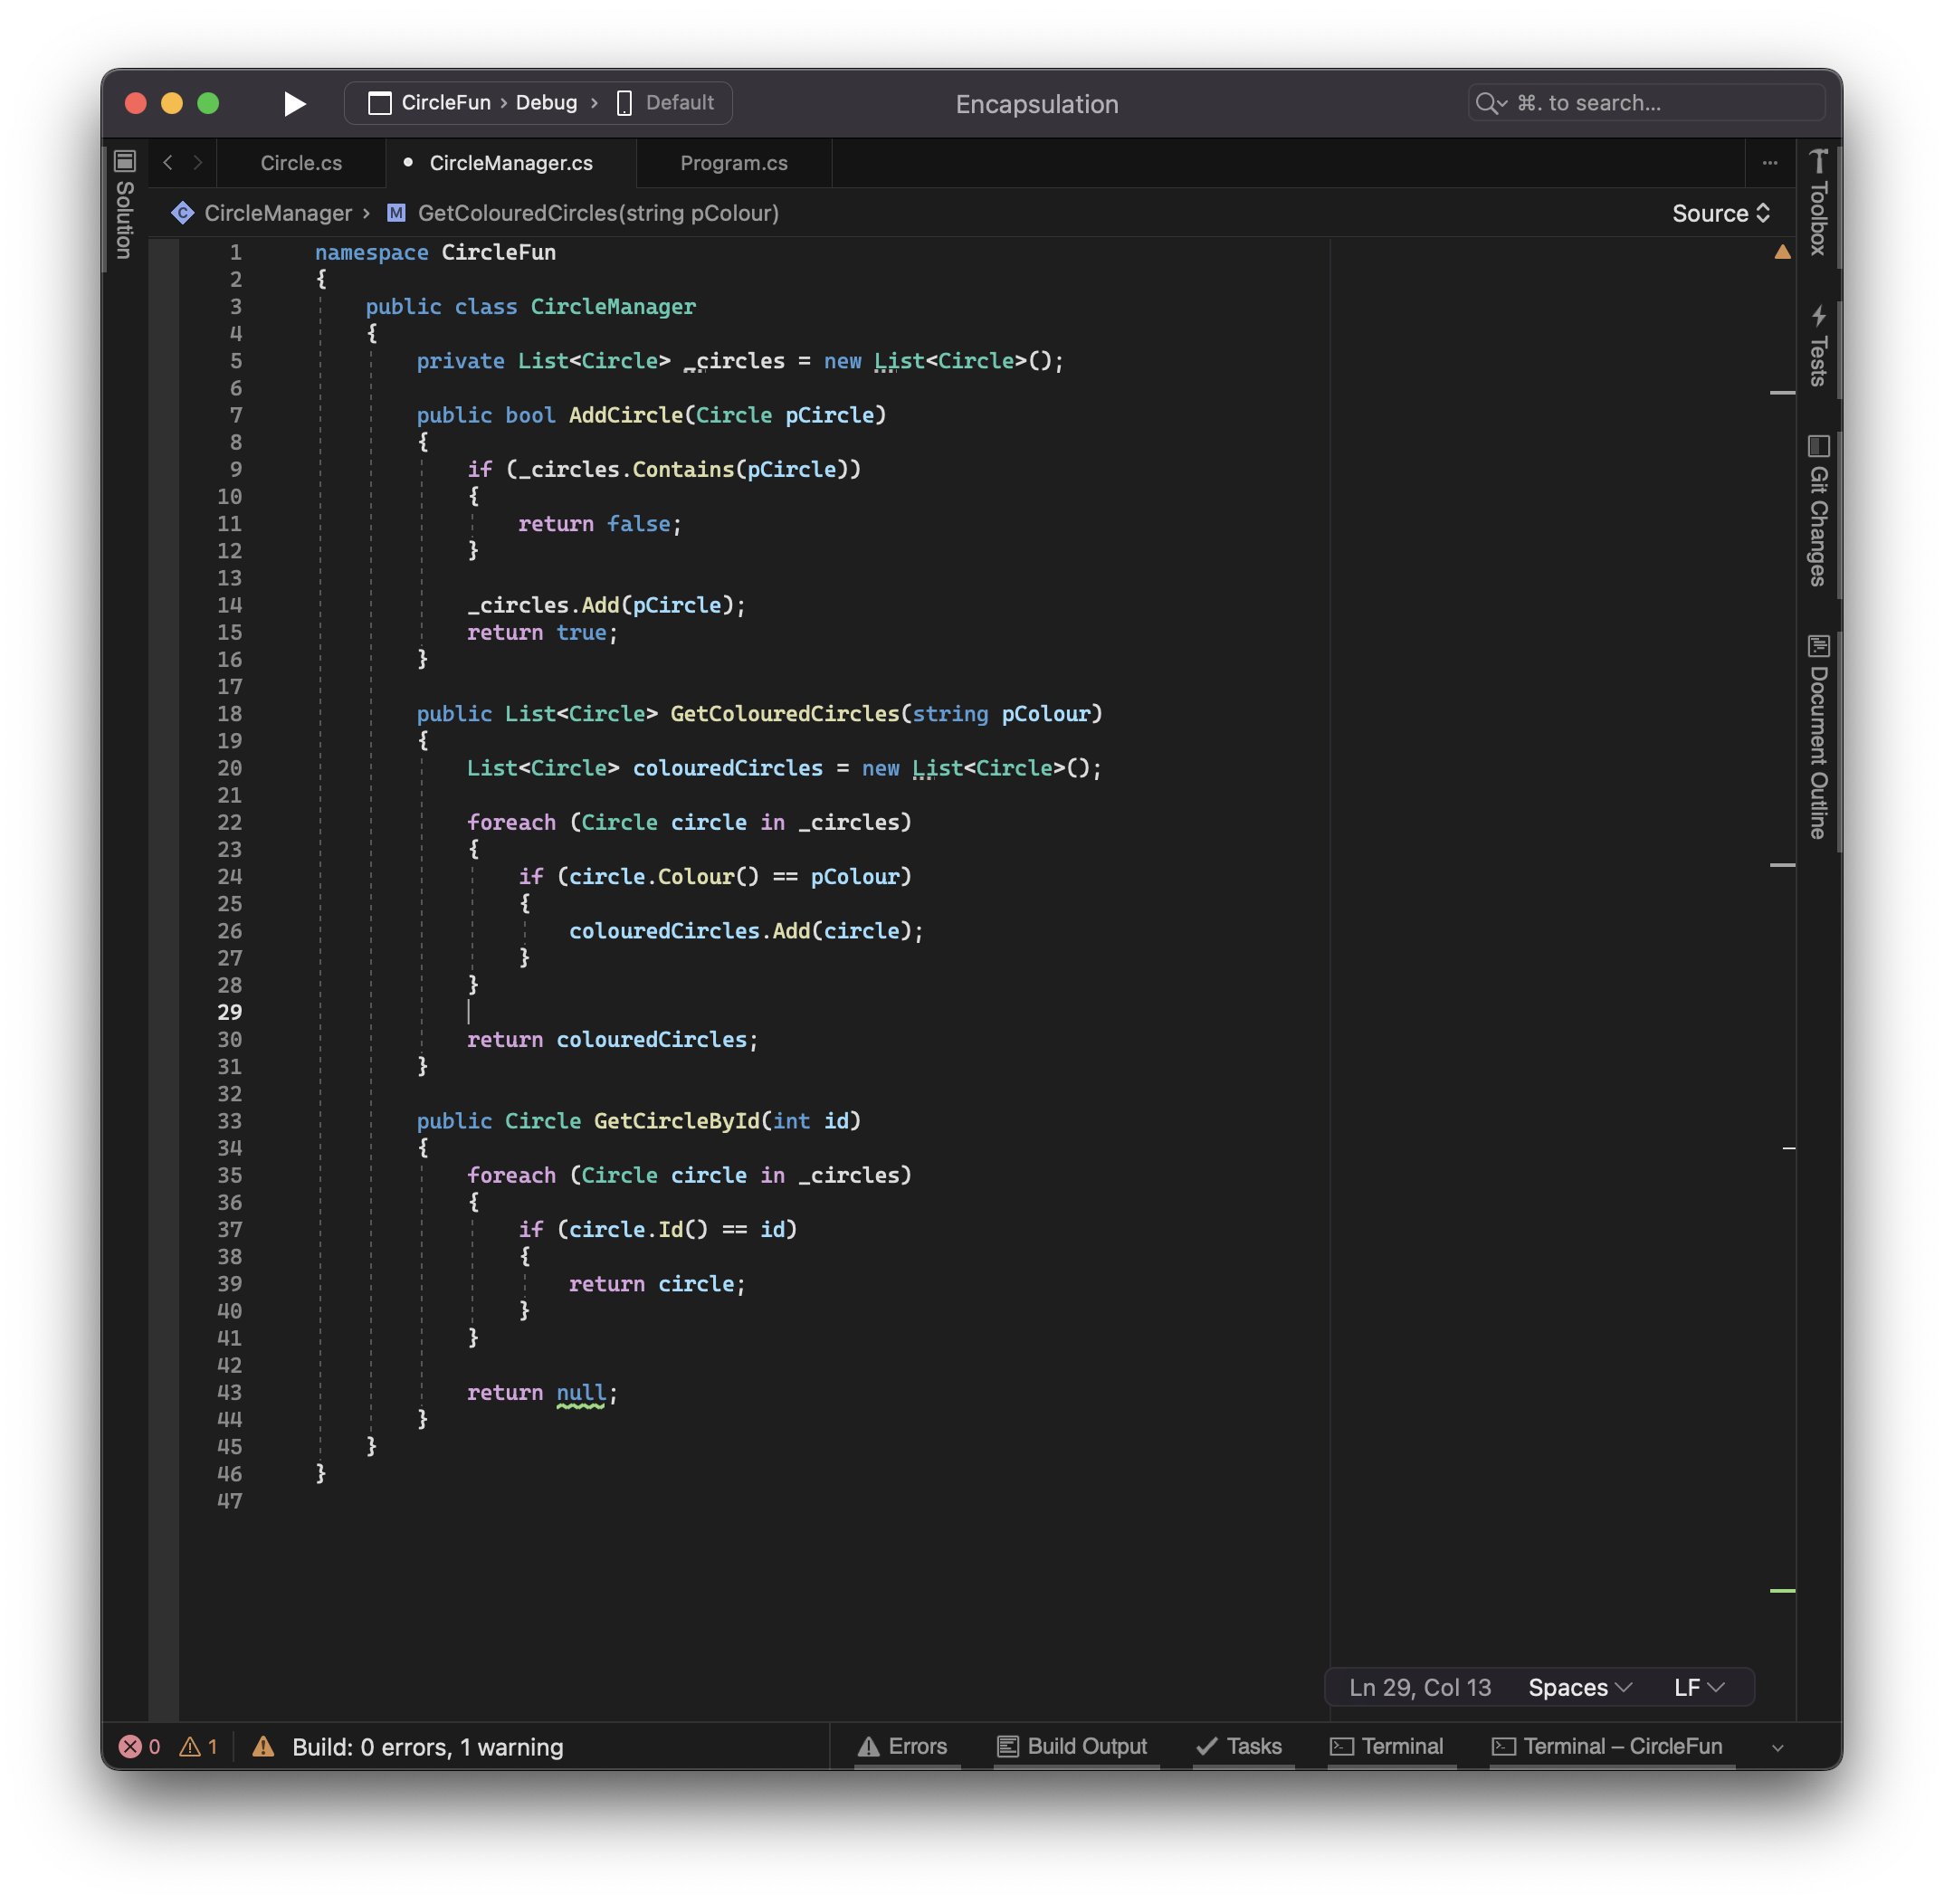 CircleFun › Debug › Default
Encapsulation
⌘. to search...
Solution
Circle.cs
CircleManager.cs
Program.cs
...
CircleManager › M GetColouredCircles(string pColour)
Source
1 namespace CircleFun
2 {
3     public class CircleManager
4     {
5         private List<Circle> _circles = new List<Circle>();
6
7         public bool AddCircle(Circle pCircle)
8         {
9             if (_circles.Contains(pCircle))
10             {
11                 return false;
12             }
13
14             _circles.Add(pCircle);
15             return true;
16         }
17
18         public List<Circle> GetColouredCircles(string pColour)
19         {
20             List<Circle> colouredCircles = new List<Circle>();
21
22             foreach (Circle circle in _circles)
23             {
24                 if (circle.Colour() == pColour)
25                 {
26                     colouredCircles.Add(circle);
27                 }
28             }
29
30             return colouredCircles;
31         }
32
33         public Circle GetCircleById(int id)
34         {
35             foreach (Circle circle in _circles)
36             {
37                 if (circle.Id() == id)
38                 {
39                     return circle;
40                 }
41             }
42
43             return null;
44         }
45     }
46 }
47
Toolbox
Tests
Git Changes
Document Outline
Ln 29, Col 13 Spaces LF
0 1 Build: 0 errors, 1 warning
Errors
Build Output
Tasks
Terminal
Terminal – CircleFun